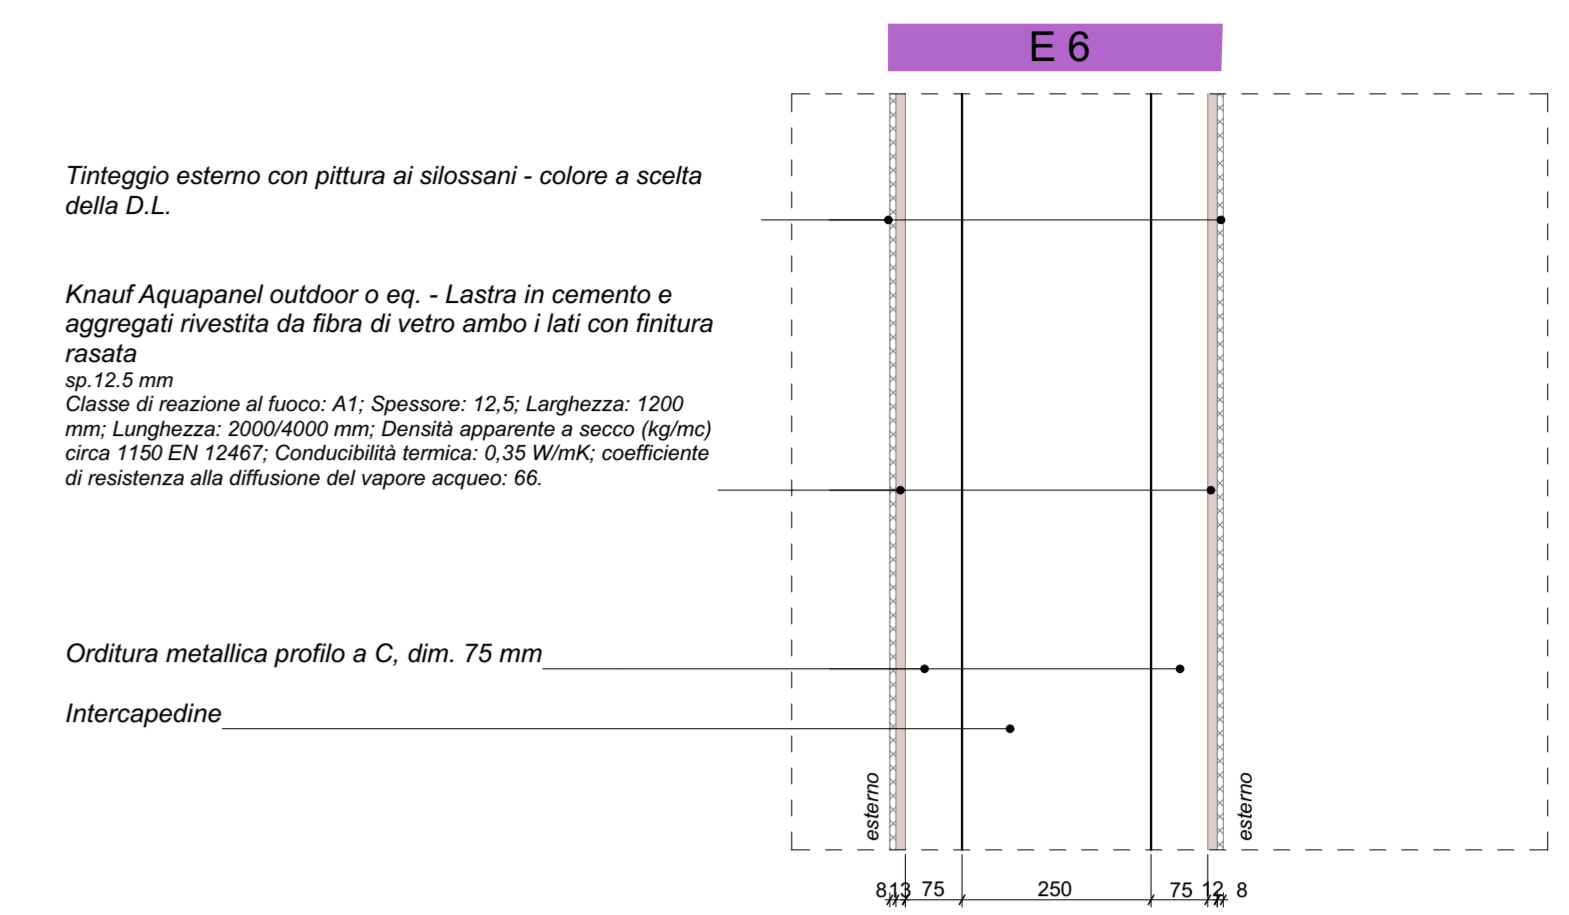 E 6
Tinteggio esterno con pittura ai silossani - colore a scelta
della D.L.
Knauf Aquapanel outdoor o eq. - Lastra in cemento e
aggregati rivestita da fibra di vetro ambo i lati con finitura
rasata
sp.12.5 mm
Classe di reazione al fuoco: A1; Spessore: 12,5; Larghezza: 1200
mm; Lunghezza: 2000/4000 mm; Densità apparente a secco (kg/mc)
circa 1150 EN 12467; Conducibilità termica: 0,35 W/mK; coefficiente
di resistenza alla diffusione del vapore acqueo: 66.
Orditura metallica profilo a C, dim. 75 mm
Intercapedine
esterno
esterno
8 13 75 250 75 12 8